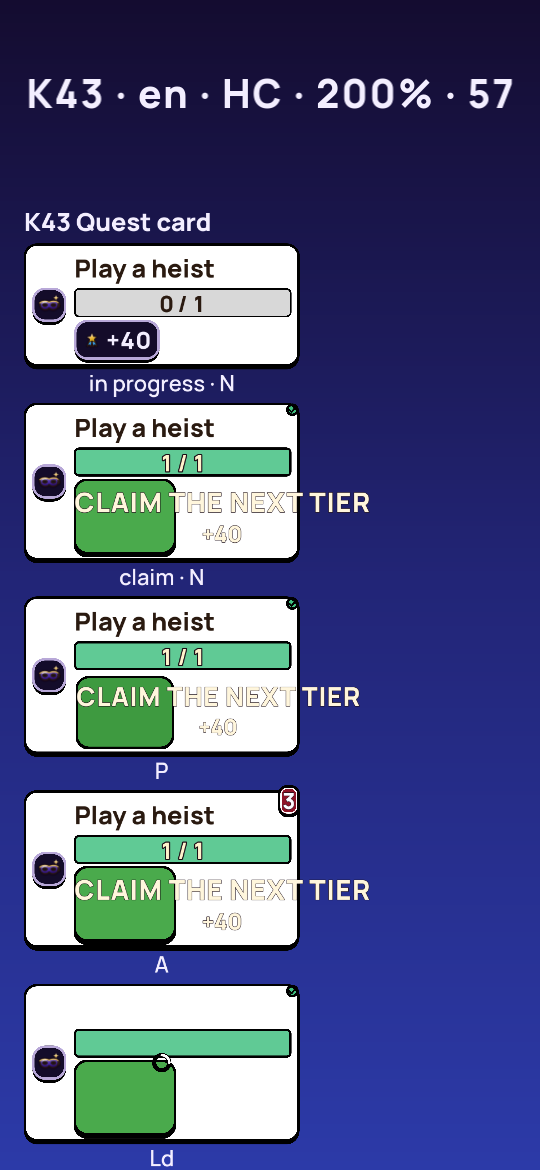 K43 · en · HC · 200% · 57
K43 Quest card
Play a heist
0 / 1
+40
in progress · N
Play a heist
1 / 1
CLAIM THE NEXT TIER
+40
claim · N
Play a heist
1 / 1
CLAIM THE NEXT TIER
+40
P
3
Play a heist
1 / 1
CLAIM THE NEXT TIER
+40
A
Ld